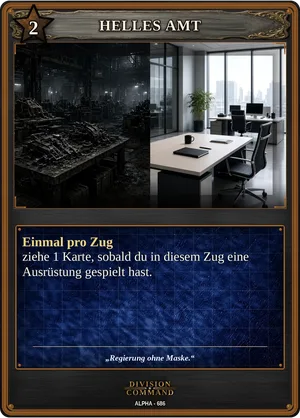 2
HELLES AMT
Einmal pro Zug
ziehe 1 Karte, sobald du in diesem Zug eine
Ausrüstung gespielt hast.
„Regierung ohne Maske.“
DIVISION
COMMAND
ALPHA - 686